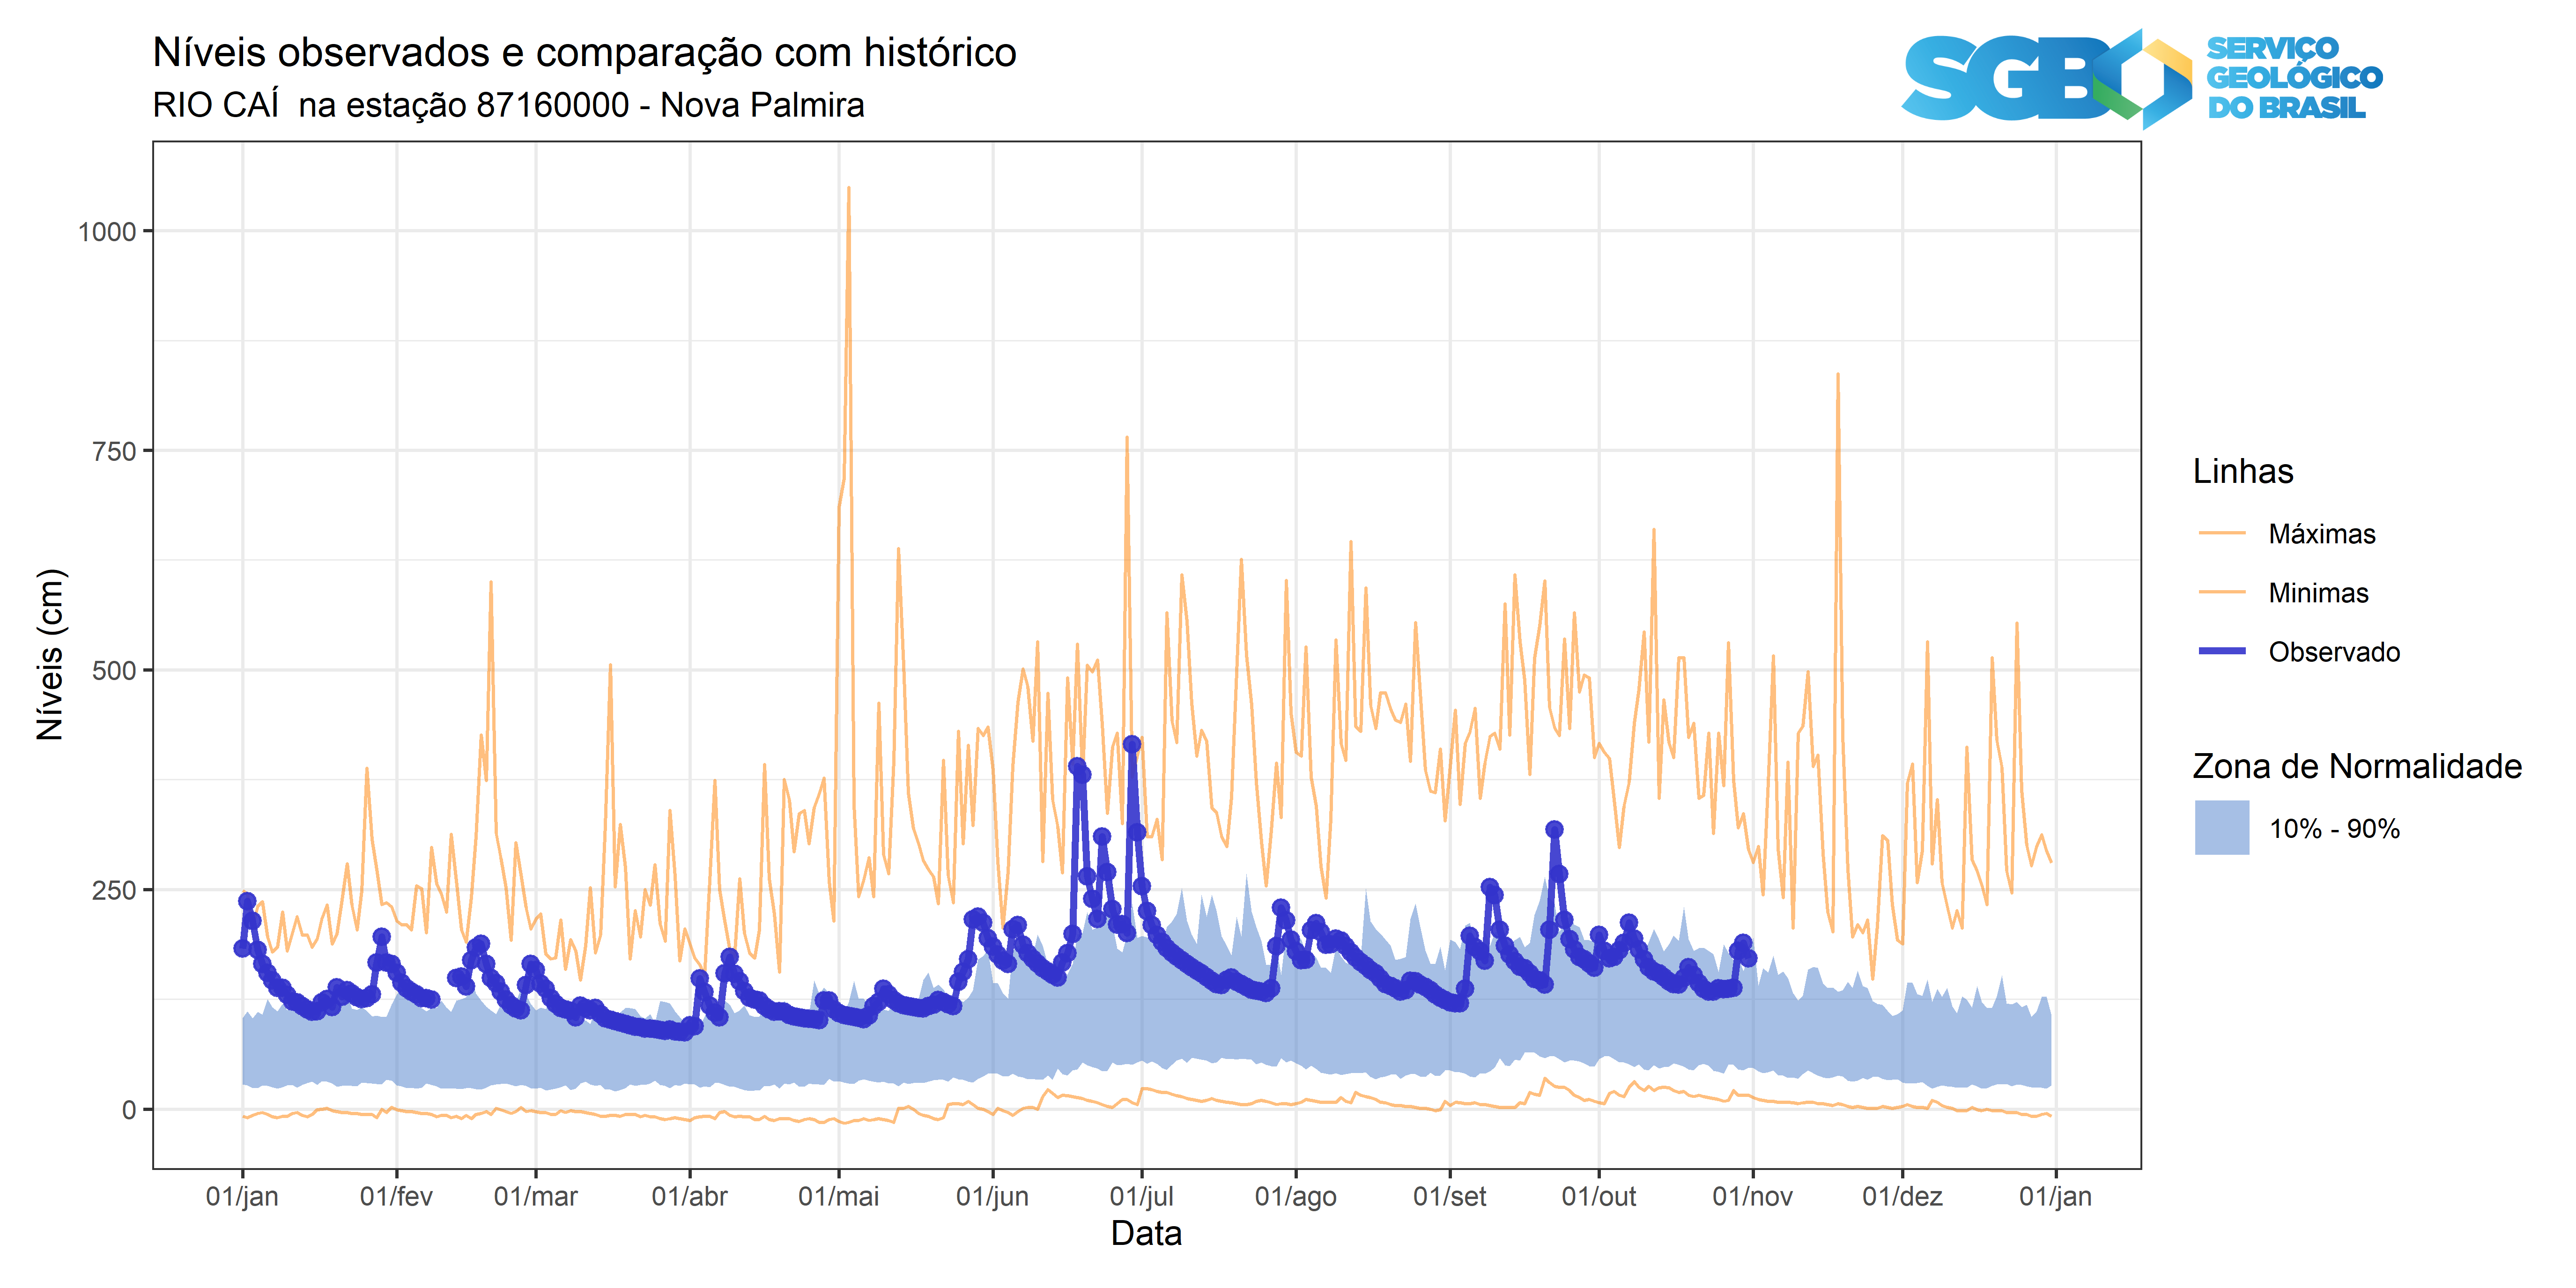 Níveis observados e comparação com histórico
RIO CAÍ  na estação 87160000 - Nova Palmira
SGB
SERVIÇO
GEOLÓGICO
DO BRASIL
Níveis (cm)
1000
750
500
250
0
01/jan
01/fev
01/mar
01/abr
01/mai
01/jun
01/jul
01/ago
01/set
01/out
01/nov
01/dez
01/jan
Data
Linhas
Máximas
Minimas
Observado
Zona de Normalidade
10% - 90%